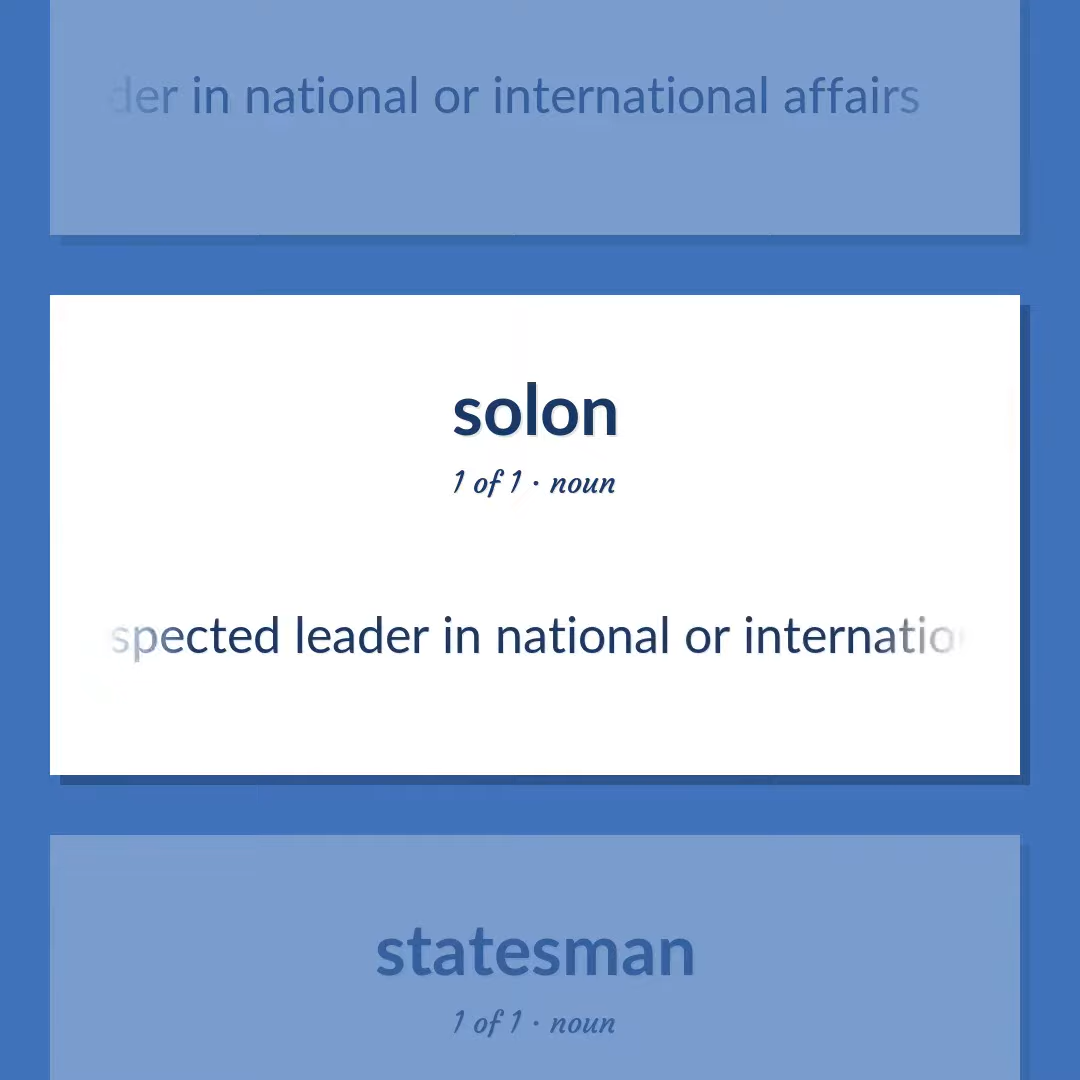 der in national or international affairs
solon
1 of 1 · noun
spected leader in national or internatio
statesman
1 of 1 · noun